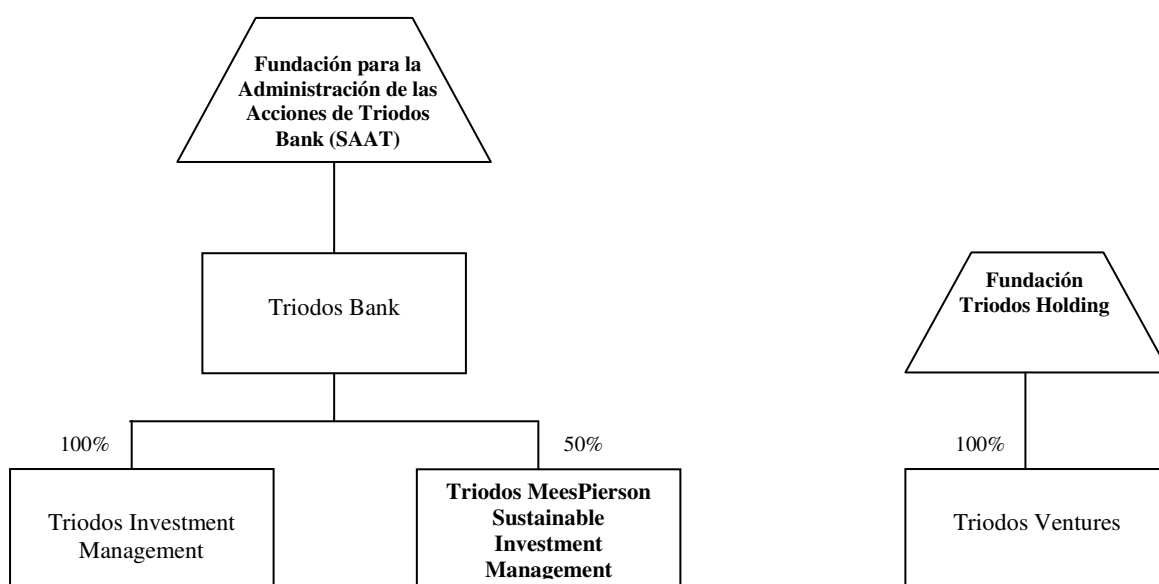 Fundación para la
Administración de las
Acciones de Triodos
Bank (SAAT)
Triodos Bank
Fundación
Triodos Holding
100%
50%
100%
Triodos Investment
Management
Triodos MeesPierson
Sustainable
Investment
Management
Triodos Ventures